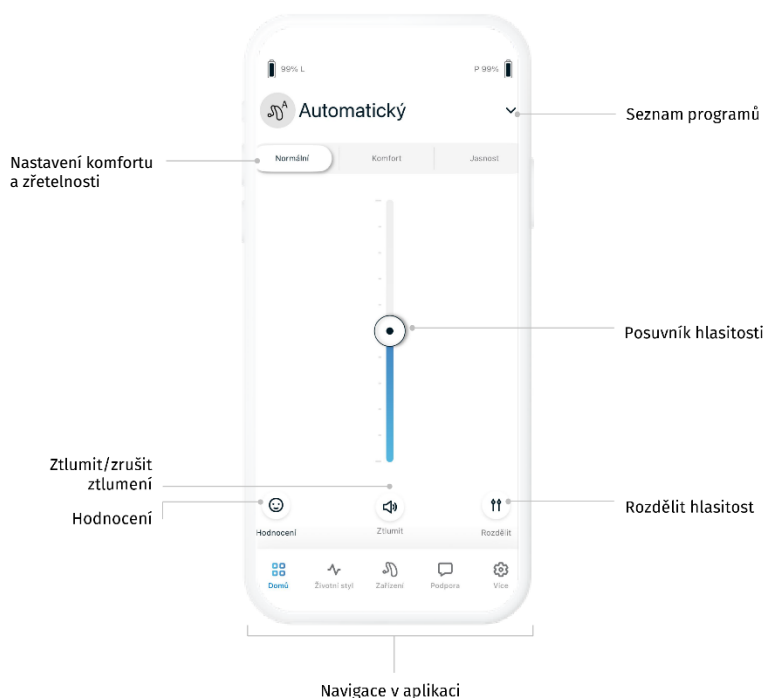 99% L
P 99%
A
Automatický
Seznam programů
Normální
Komfort
Jasnost
Nastavení komfortu
a zřetelnosti
Posuvník hlasitosti
Ztlumit/zrušit
ztlumení
Hodnocení
Rozdělit hlasitost
Hodnocení
Ztlumit
Rozdělit
Domů
Životní styl
Zařízení
Podpora
Více
Navigace v aplikaci